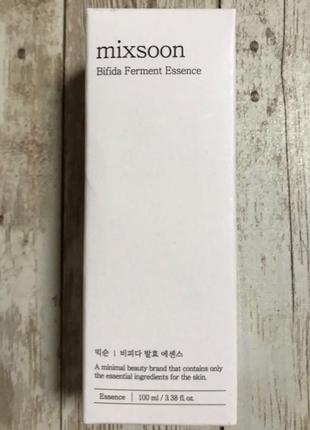 mixsoon
Bifida Ferment Essence
믹순 | 비피다 발효 에센스
A minimal beauty brand that contains only
the essential ingredients for the skin.
Essence | 100 ml / 3.38 fl. oz.